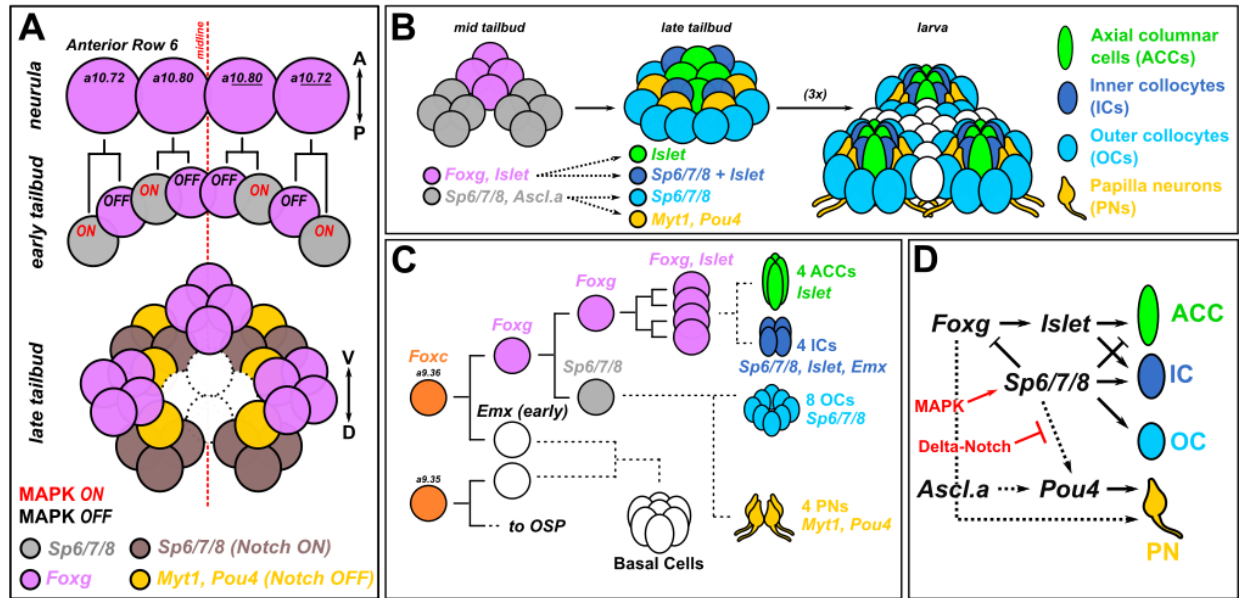 A
Anterior Row 6
midline
neurula
a10.72
a10.80
a10.80
a10.72
A
P
early tailbud
ON
OFF
ON
OFF
OFF
ON
OFF
ON
late tailbud
V
D
MAPK ON
MAPK OFF
Sp6/7/8
Sp6/7/8 (Notch ON)
Foxg
Myt1, Pou4 (Notch OFF)
B
mid tailbud
late tailbud
larva
(3x)
Foxg, Islet
Sp6/7/8, Ascl.a
Islet
Sp6/7/8 + Islet
Sp6/7/8
Myt1, Pou4
Axial columnar
cells (ACCs)
Inner collocytes
(ICs)
Outer collocytes
(OCs)
Papilla neurons
(PNs)
C
Foxg, Islet
Foxg
Foxg
Foxc
a9.36
Sp6/7/8
Emx (early)
a9.35
to OSP
Basal Cells
4 ACCs
Islet
4 ICs
Sp6/7/8, Islet, Emx
8 OCs
Sp6/7/8
4 PNs
Myt1, Pou4
D
Foxg
Islet
ACC
Sp6/7/8
IC
MAPK
Delta-Notch
OC
Ascl.a
Pou4
PN